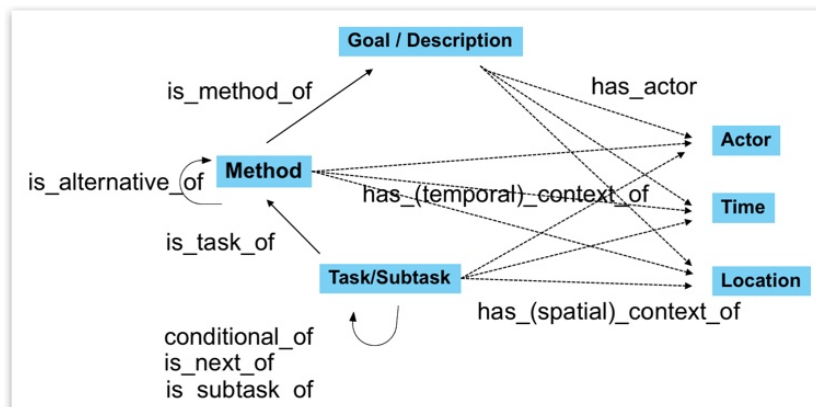 Goal / Description
is_method_of
has_actor
Actor
Method
is_alternative_of
has_(temporal)_context_of
Time
is_task_of
Task/Subtask
Location
has_(spatial)_context_of
conditional_of
is_next_of
is_subtask_of